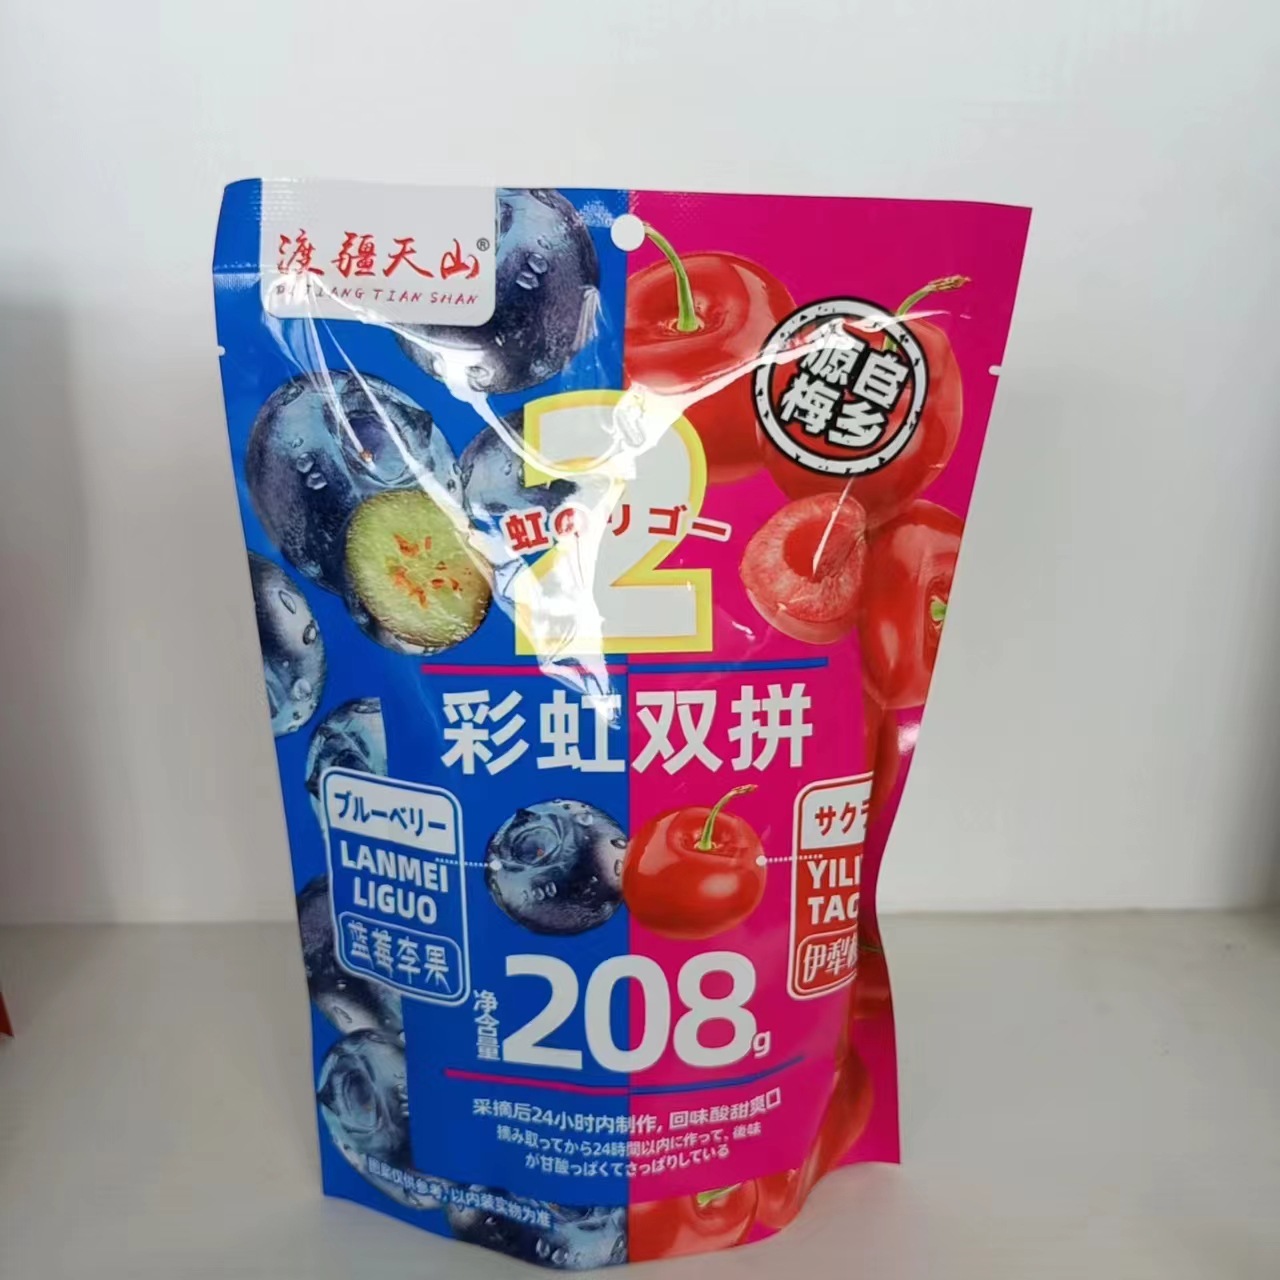 渡疆天山®
DU JIANG TIAN SHAN
源自
梅乡
2
虹のリゴー
彩虹双拼
ブルーベリー
LANMEI
LIGUO
蓝莓李果
サクラ
YILI
TAO
伊犁
净含量
208g
采摘后24小时内制作，回味酸甜爽口
摘み取ってから24時間以内に作って、後味
が甘酸っぱくてさっぱりしている
图案仅供参考，以内装实物为准